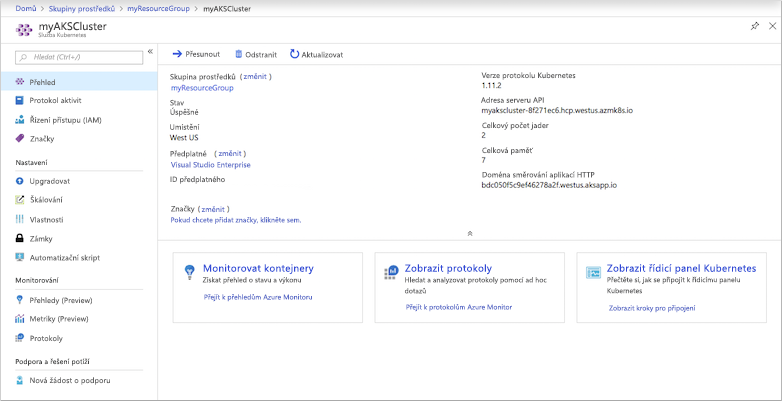 Domů > Skupiny prostředků > myResourceGroup > myAKSCluster
myAKSCluster
Služba Kubernetes
Hledat (Ctrl+/)
«
Přehled
Protokol aktivit
Řízení přístupu (IAM)
Značky
Nastavení
Upgradovat
Škálování
Vlastnosti
Zámky
Automatizační skript
Monitorování
Přehledy (Preview)
Metriky (Preview)
Protokoly
Podpora a řešení potíží
Nová žádost o podporu
Přesunout Odstranit Aktualizovat
Skupina prostředků (změnit)
myResourceGroup
Stav
Úspěšné
Umístění
West US
Předplatné (změnit)
Visual Studio Enterprise
ID předplatného
Značky (změnit)
Pokud chcete přidat značky, klikněte sem.
Verze protokolu Kubernetes
1.11.2
Adresa serveru API
myakscluster-8f271ec6.hcp.westus.azmk8s.io
Celkový počet jader
2
Celková paměť
7
Doména směrování aplikací HTTP
bdc050f5c9ef46278a2f.westus.aksapp.io
Monitorovat kontejnery
Získat přehled o stavu a výkonu
Přejít k přehledům Azure Monitoru
Zobrazit protokoly
Hledat a analyzovat protokoly pomocí ad hoc
dotazů
Přejít k protokolům Azure Monitor
Zobrazit řídicí panel Kubernetes
Přečtěte si, jak se připojit k řídicímu panelu
Kubernetes
Zobrazit kroky pro připojení